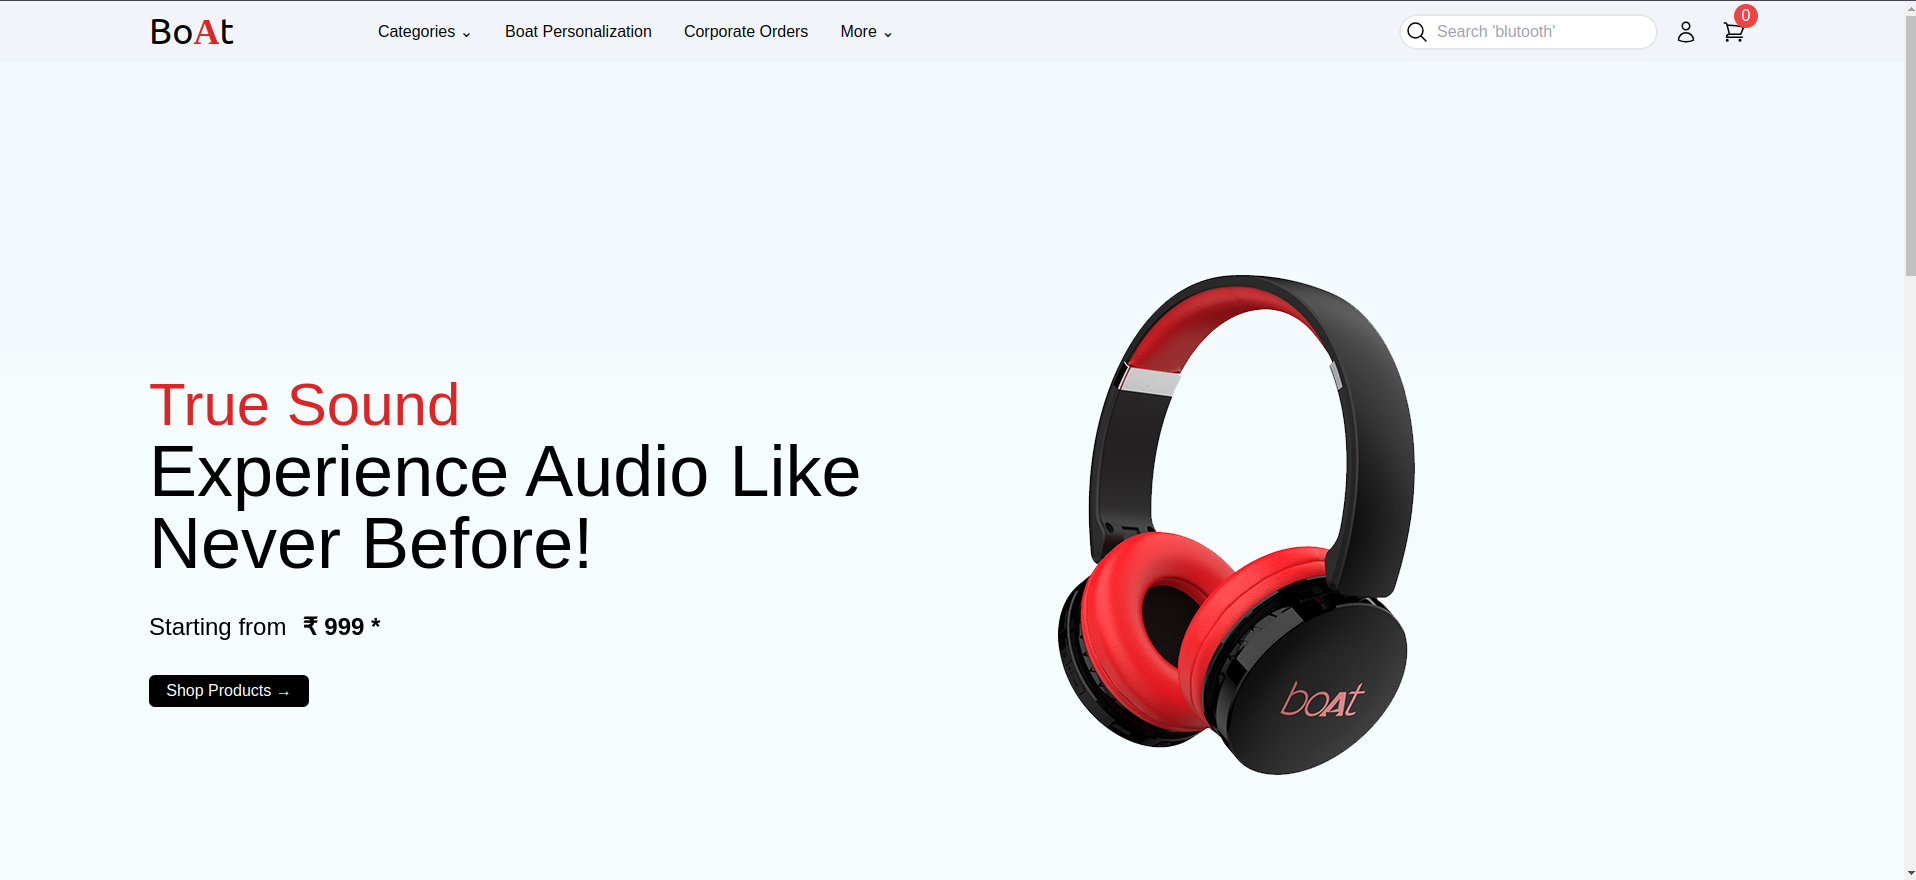 BoAt
Categories
Boat Personalization
Corporate Orders
More
Search 'blutooth'
0
True Sound
Experience Audio Like
Never Before!
Starting from ₹ 999 *
Shop Products →
boAt